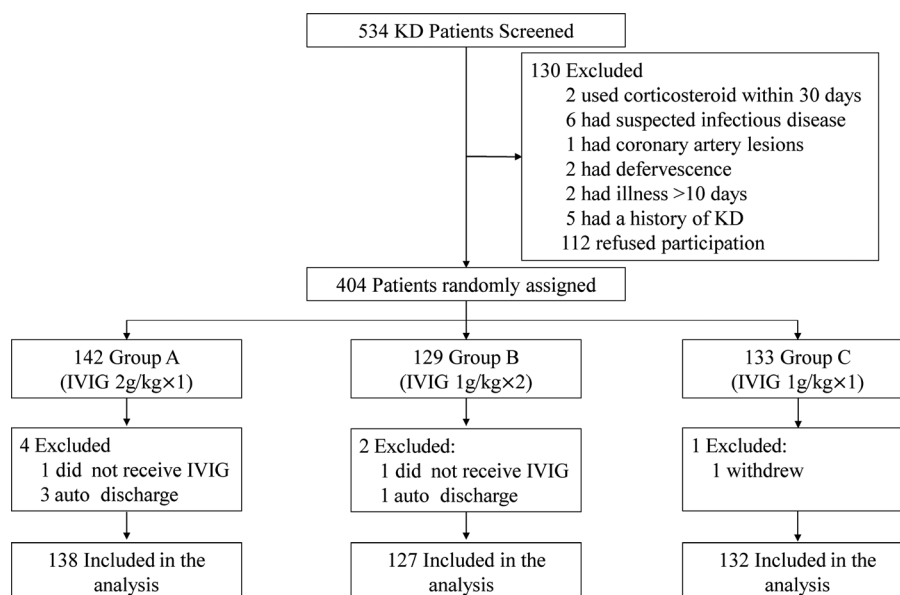 534 KD Patients Screened
130 Excluded
2 used corticosteroid within 30 days
6 had suspected infectious disease
1 had coronary artery lesions
2 had defervescence
2 had illness >10 days
5 had a history of KD
112 refused participation
404 Patients randomly assigned
142 Group A
(IVIG 2g/kg×1)
129 Group B
(IVIG 1g/kg×2)
133 Group C
(IVIG 1g/kg×1)
4 Excluded
1 did not receive IVIG
3 auto discharge
2 Excluded:
1 did not receive IVIG
1 auto discharge
1 Excluded:
1 withdrew
138 Included in the
analysis
127 Included in the
analysis
132 Included in the
analysis